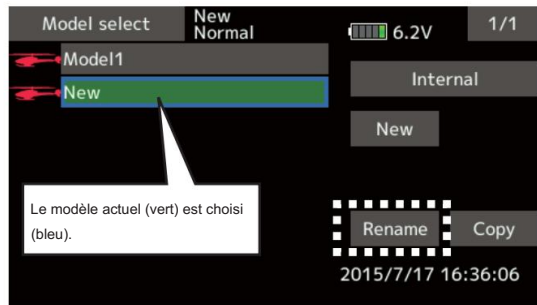 Model select
New
Normal
6.2V
1/1
Model1
New
Internal
New
Le modèle actuel (vert) est choisi
(bleu).
Rename
Copy
2015/7/17 16:36:06